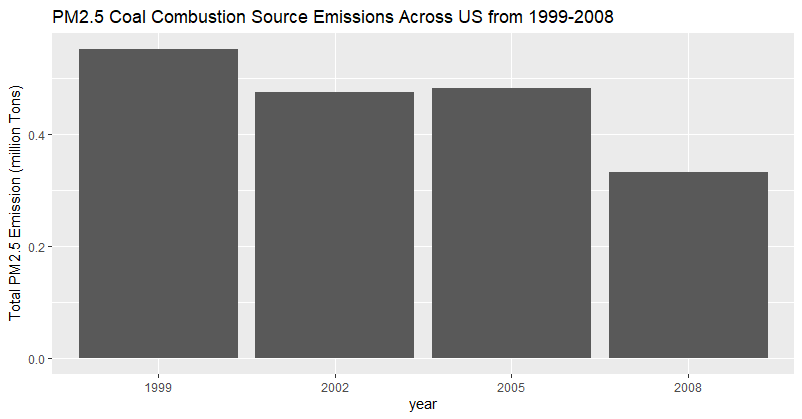 PM2.5 Coal Combustion Source Emissions Across US from 1999-2008
Total PM2.5 Emission (million Tons)
0.4
0.2
0.0
1999 2002 2005 2008
year